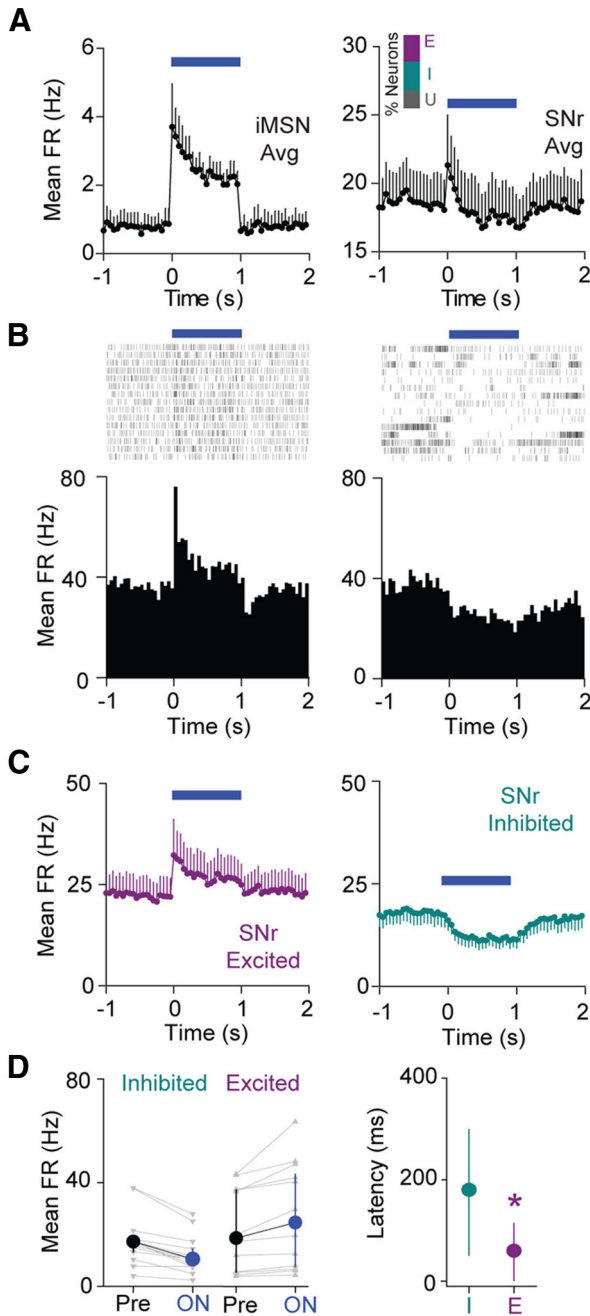 A
Mean FR (Hz)
6
4
2
0
iMSN
Avg
-1 0 1 2
Time (s)
30
25
20
15
% Neurons
E
I
U
SNr
Avg
-1 0 1 2
Time (s)
B
Mean FR (Hz)
80
40
0
-1 0 1 2
Time (s)
80
40
0
-1 0 1 2
Time (s)
C
Mean FR (Hz)
50
25
0
SNr
Excited
-1 0 1 2
Time (s)
50
25
0
SNr
Inhibited
-1 0 1 2
Time (s)
D
Mean FR (Hz)
80
40
0
Inhibited Excited
Pre ON Pre ON
Latency (ms)
400
200
0
*
I E